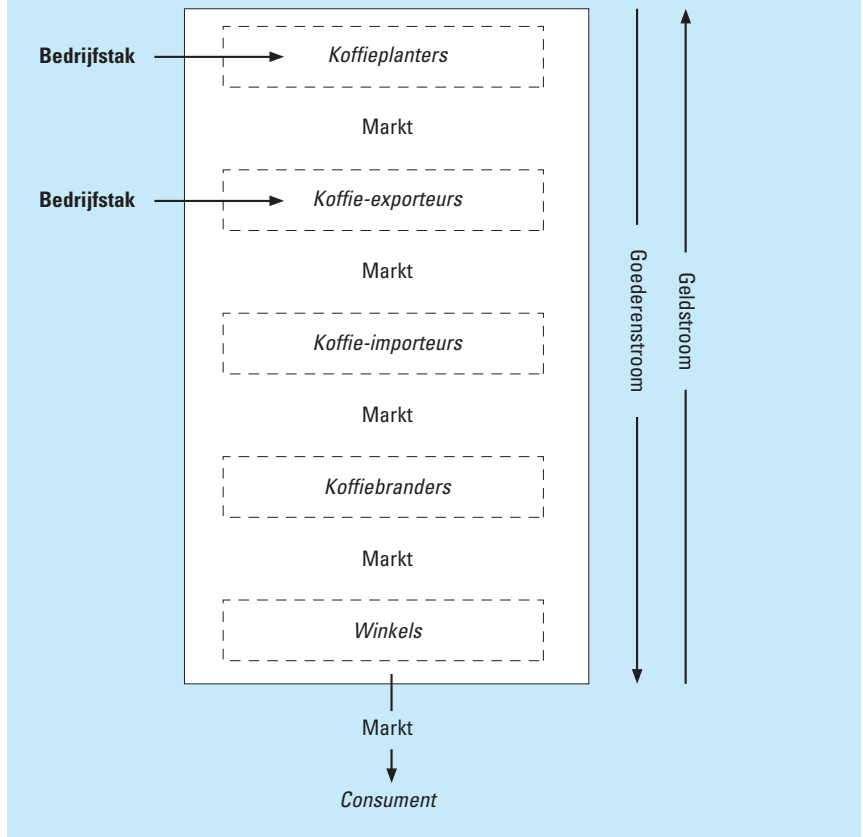 Bedrijfstak
Koffieplanters
Markt
Bedrijfstak
Koffie-exporteurs
Markt
Koffie-importeurs
Markt
Koffiebranders
Markt
Winkels
Markt
Consument
Goederenstroom
Geldstroom